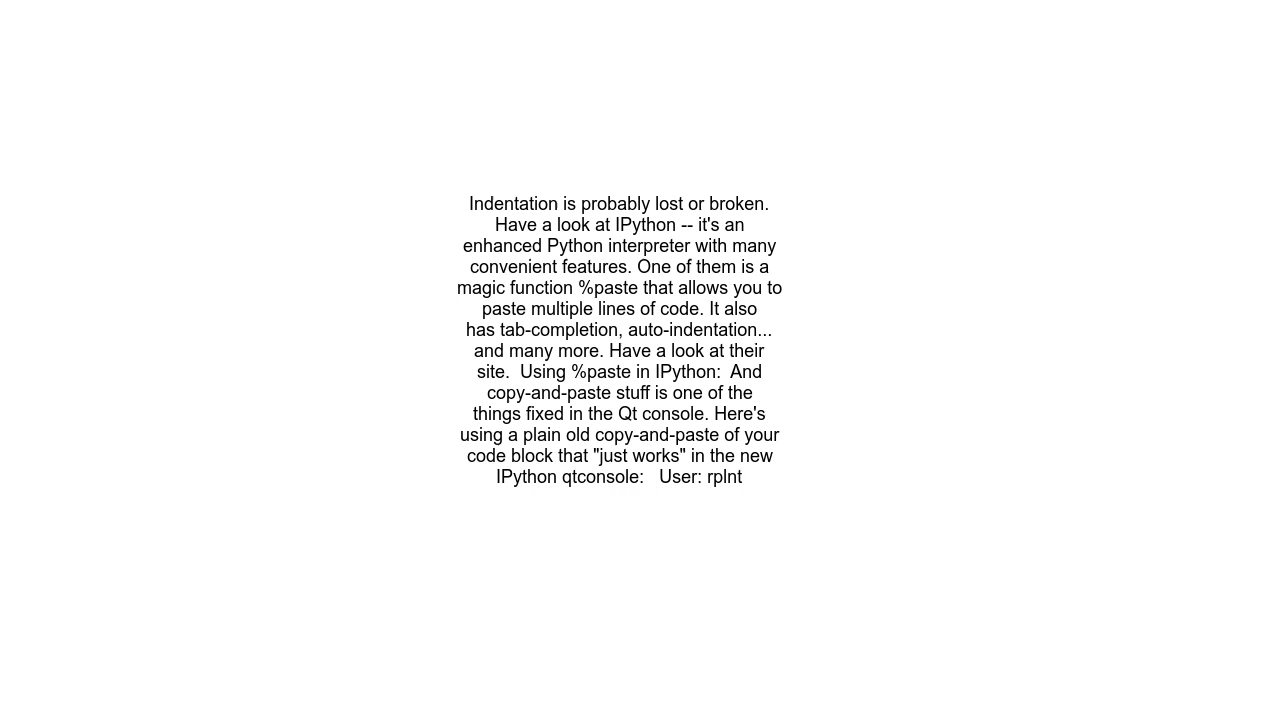 Indentation is probably lost or broken.
Have a look at IPython -- it's an
enhanced Python interpreter with many
convenient features. One of them is a
magic function %paste that allows you to
paste multiple lines of code. It also
has tab-completion, auto-indentation...
and many more. Have a look at their
site.  Using %paste in IPython:  And
copy-and-paste stuff is one of the
things fixed in the Qt console. Here's
using a plain old copy-and-paste of your
code block that "just works" in the new
IPython qtconsole:   User: rplnt